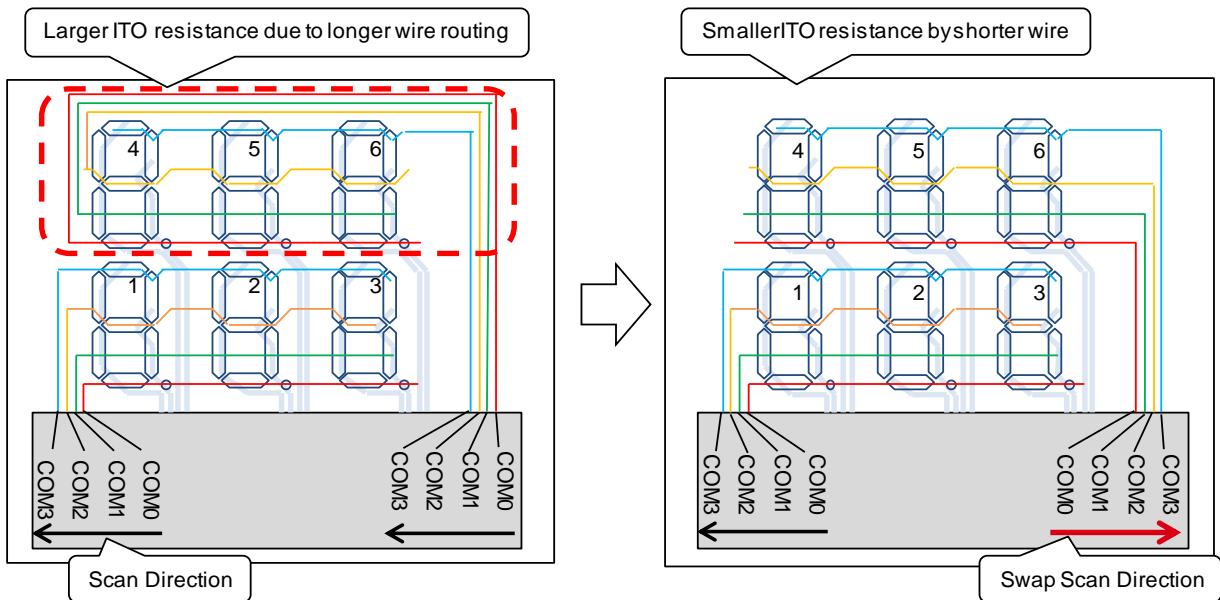 Larger ITO resistance due to longer wire routing
SmallerITO resistance byshorter wire
4 5 6
1 2 3
COM3 COM2 COM1 COM0
COM3 COM2 COM1 COM0
Scan Direction
4 5 6
1 2 3
COM3 COM2 COM1 COM0
COM0 COM1 COM2 COM3
Swap Scan Direction